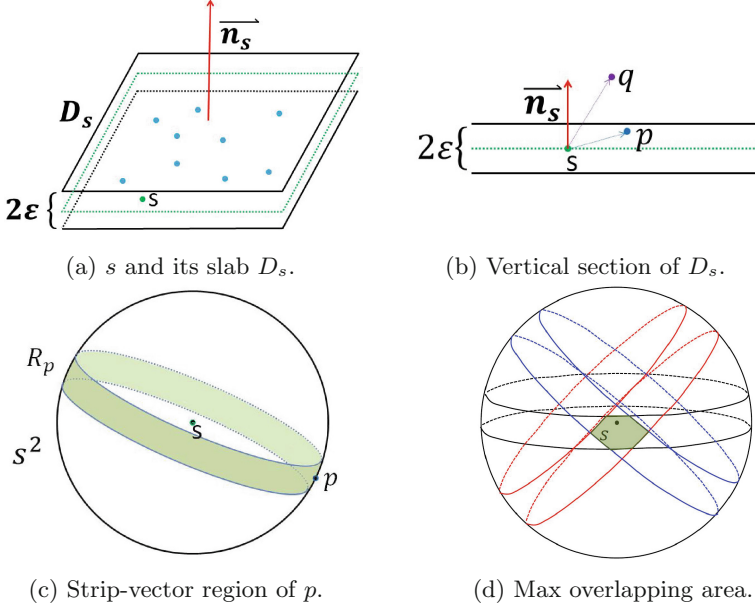 n_s
D_s
s
2ε {
(a) s and its slab D_s.
q
n_s
p
2ε {
s
(b) Vertical section of D_s.
R_p
s
S^2
p
(c) Strip-vector region of p.
s
(d) Max overlapping area.